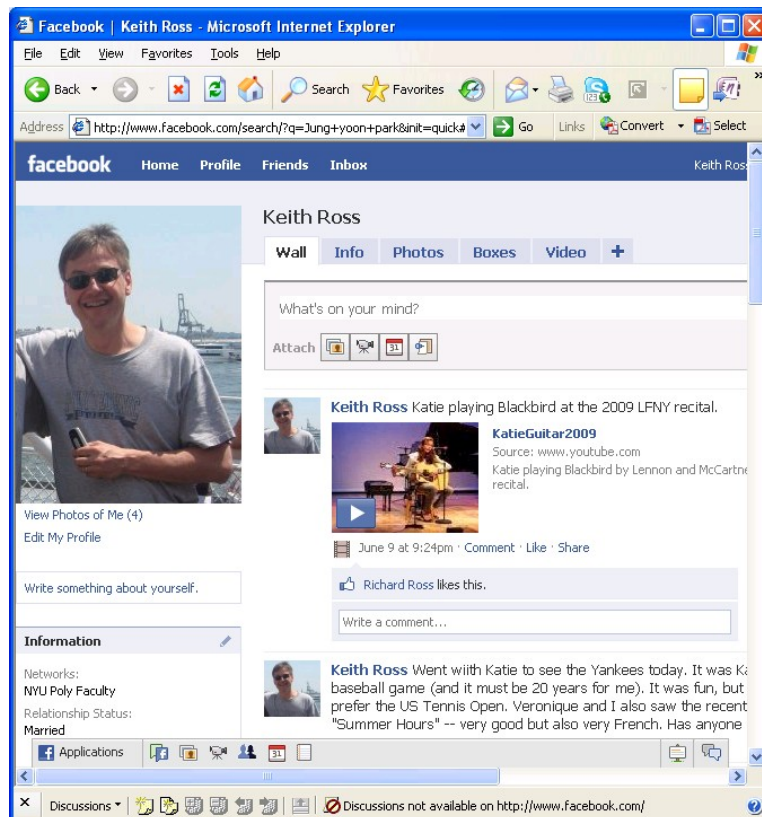 Facebook | Keith Ross - Microsoft Internet Explorer
File Edit View Favorites Tools Help
Back Search Favorites »
Address http://www.facebook.com/search/?q=Jung+yoon+park&init=quick# Go Links Convert Select
facebook Home Profile Friends Inbox Keith Ross
Keith Ross
Wall Info Photos Boxes Video +
What's on your mind?
Attach 31
Keith Ross Katie playing Blackbird at the 2009 LFNY recital.
KatieGuitar2009
Source: www.youtube.com
Katie playing Blackbird by Lennon and McCartne
recital.
June 9 at 9:24pm · Comment · Like · Share
Richard Ross likes this.
Write a comment...
View Photos of Me (4)
Edit My Profile
Write something about yourself.
Information
Networks:
NYU Poly Faculty
Relationship Status:
Married
Keith Ross Went wiith Katie to see the Yankees today. It was Ka
baseball game (and it must be 20 years for me). It was fun, but
prefer the US Tennis Open. Veronique and I also saw the recent
"Summer Hours" -- very good but also very French. Has anyone
Applications 31
× Discussions Discussions not available on http://www.facebook.com/